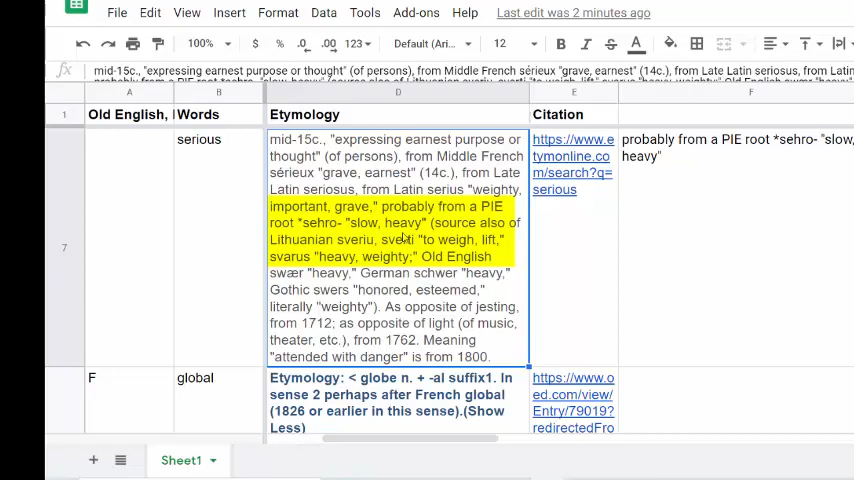 File Edit View Insert Format Data Tools Add-ons Help Last edit was 2 minutes ago
100% $ % .0 .00 123 Default (Ari... 12 B I S A
fx mid-15c., "expressing earnest purpose or thought" (of persons), from Middle French sérieux "grave, earnest" (14c.), from Late Latin seriosus, from Latin
A B D E F
1 Old English, Words Etymology Citation
serious
mid-15c., "expressing earnest purpose or
thought" (of persons), from Middle French
sérieux "grave, earnest" (14c.), from Late
Latin seriosus, from Latin serius "weighty,
important, grave," probably from a PIE
root *sehro- "slow, heavy" (source also of
Lithuanian sveriu, sverti "to weigh, lift,"
svarus "heavy, weighty;" Old English
swær "heavy," German schwer "heavy,"
Gothic swers "honored, esteemed,"
literally "weighty"). As opposite of jesting,
from 1712; as opposite of light (of music,
theater, etc.), from 1762. Meaning
"attended with danger" is from 1800.
https://www.e
tymonline.co
m/search?q=
serious
probably from a PIE root *sehro- "slow,
heavy"
7
F global
Etymology: < globe n. + -al suffix1. In
sense 2 perhaps after French global
(1826 or earlier in this sense).(Show
Less)
https://www.o
ed.com/view/
Entry/79019?
redirectedFro
Sheet1